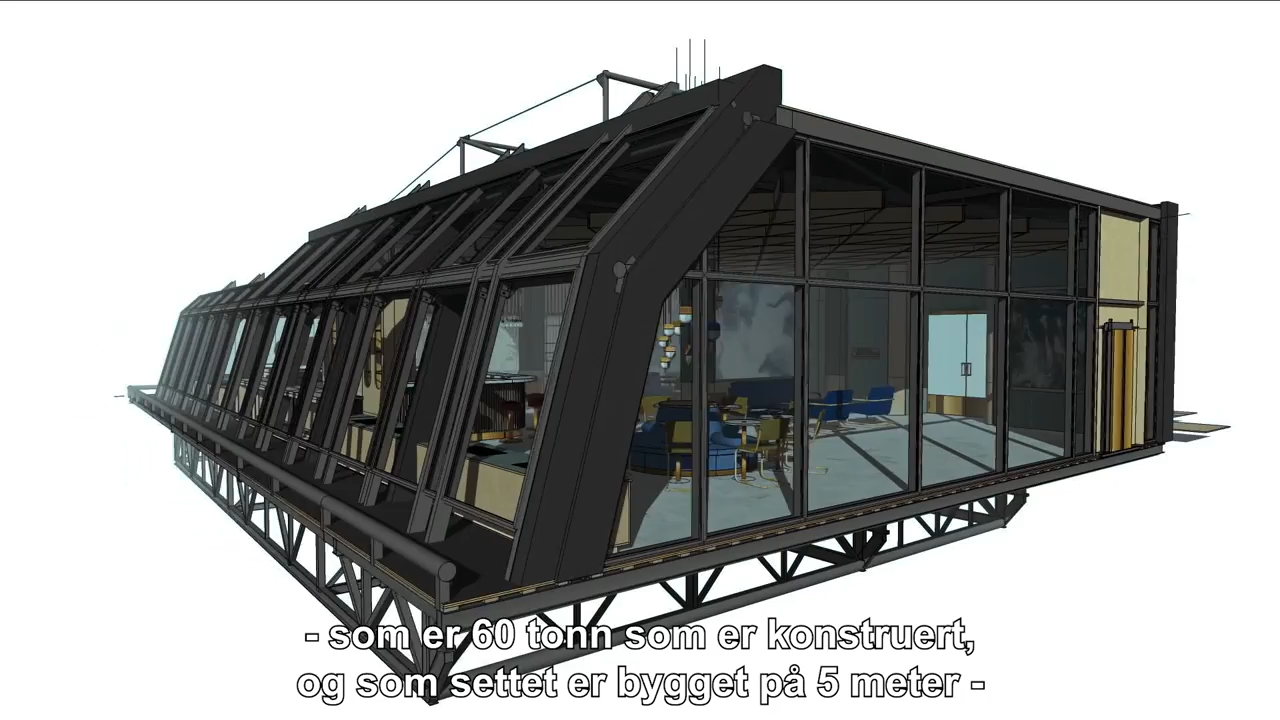 - som er 60 tonn som er konstruert,
og som settet er bygget på 5 meter -